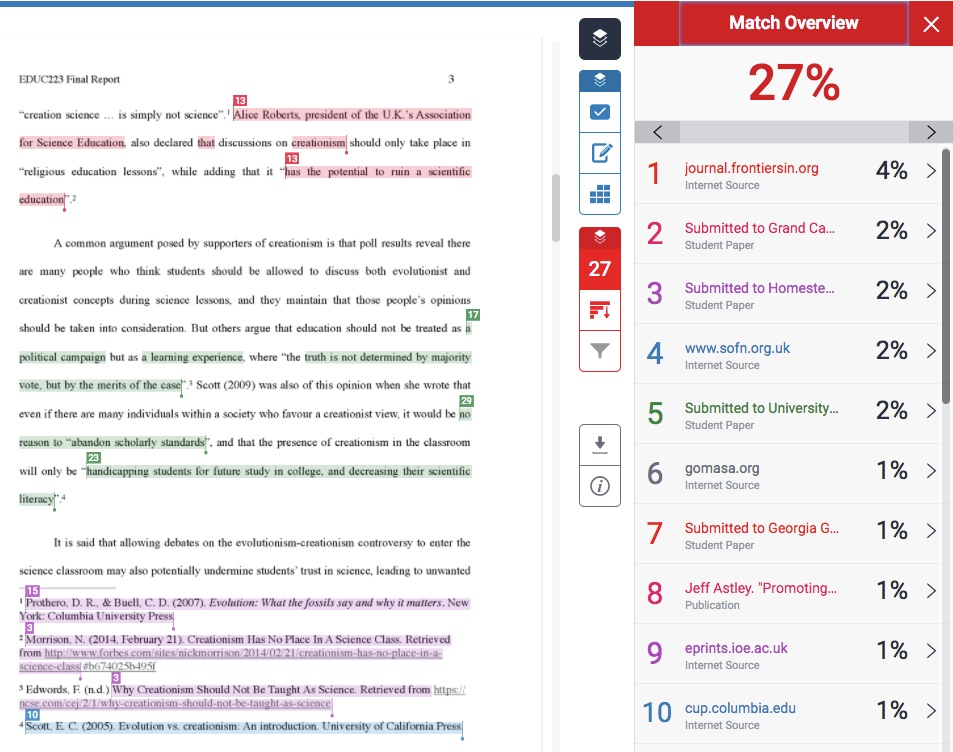 EDUC223 Final Report 3
13
“creation science ... is simply not science”.1 Alice Roberts, president of the U.K.’s Association
for Science Education, also declared that discussions on creationism should only take place in
13
“religious education lessons”, while adding that it “has the potential to ruin a scientific
education”.2
A common argument posed by supporters of creationism is that poll results reveal there
are many people who think students should be allowed to discuss both evolutionist and
creationist concepts during science lessons, and they maintain that those people’s opinions
17
should be taken into consideration. But others argue that education should not be treated as a
political campaign but as a learning experience, where “the truth is not determined by majority
vote, but by the merits of the case”.3 Scott (2009) was also of this opinion when she wrote that
29
even if there are many individuals within a society who favour a creationist view, it would be no
reason to “abandon scholarly standards”, and that the presence of creationism in the classroom
23
will only be “handicapping students for future study in college, and decreasing their scientific
literacy”.4
It is said that allowing debates on the evolutionism-creationism controversy to enter the
science classroom may also potentially undermine students’ trust in science, leading to unwanted
15
1 Prothero, D. R., & Buell, C. D. (2007). Evolution: What the fossils say and why it matters. New
York: Columbia University Press.
3
2 Morrison, N. (2014, February 21). Creationism Has No Place In A Science Class. Retrieved
from http://www.forbes.com/sites/nickmorrison/2014/02/21/creationism-has-no-place-in-a-
science-class/#b674025b495f
3
3 Edwords, F. (n.d.) Why Creationism Should Not Be Taught As Science. Retrieved from https://
ncse.com/cej/2/1/why-creationism-should-not-be-taught-as-science
10
4 Scott, E. C. (2005). Evolution vs. creationism: An introduction. University of California Press.
27
Match Overview
27%
1 journal.frontiersin.org 4%
Internet Source
2 Submitted to Grand Ca... 2%
Student Paper
3 Submitted to Homeste... 2%
Student Paper
4 www.sofn.org.uk 2%
Internet Source
5 Submitted to University... 2%
Student Paper
6 gomasa.org 1%
Internet Source
7 Submitted to Georgia G... 1%
Student Paper
8 Jeff Astley. "Promoting... 1%
Publication
9 eprints.ioe.ac.uk 1%
Internet Source
10 cup.columbia.edu 1%
Internet Source